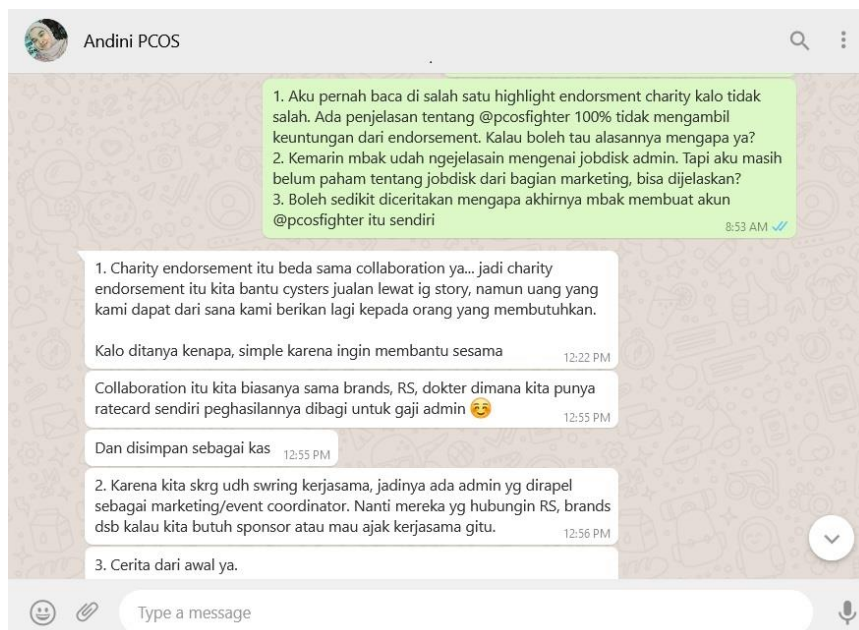 Andini PCOS
1. Aku pernah baca di salah satu highlight endorsment charity kalo tidak
salah. Ada penjelasan tentang @pcosfighter 100% tidak mengambil
keuntungan dari endorsement. Kalau boleh tau alasannya mengapa ya?
2. Kemarin mbak udah ngejelasain mengenai jobdisk admin. Tapi aku masih
belum paham tentang jobdisk dari bagian marketing, bisa dijelaskan?
3. Boleh sedikit diceritakan mengapa akhirnya mbak membuat akun
@pcosfighter itu sendiri
8:53 AM
1. Charity endorsement itu beda sama collaboration ya... jadi charity
endorsement itu kita bantu cysters jualan lewat ig story, namun uang yang
kami dapat dari sana kami berikan lagi kepada orang yang membutuhkan.
Kalo ditanya kenapa, simple karena ingin membantu sesama
12:22 PM
Collaboration itu kita biasanya sama brands, RS, dokter dimana kita punya
ratecard sendiri peghasilannya dibagi untuk gaji admin 😊
12:55 PM
Dan disimpan sebagai kas 12:55 PM
2. Karena kita skrg udh swring kerjasama, jadinya ada admin yg dirapel
sebagai marketing/event coordinator. Nanti mereka yg hubungin RS, brands
dsb kalau kita butuh sponsor atau mau ajak kerjasama gitu.
12:56 PM
3. Cerita dari awal ya.
Type a message